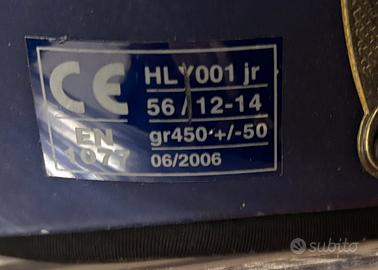 CE
EN
1077
HLY001 jr
56/12-14
gr450 +/-50
06/2006
subito